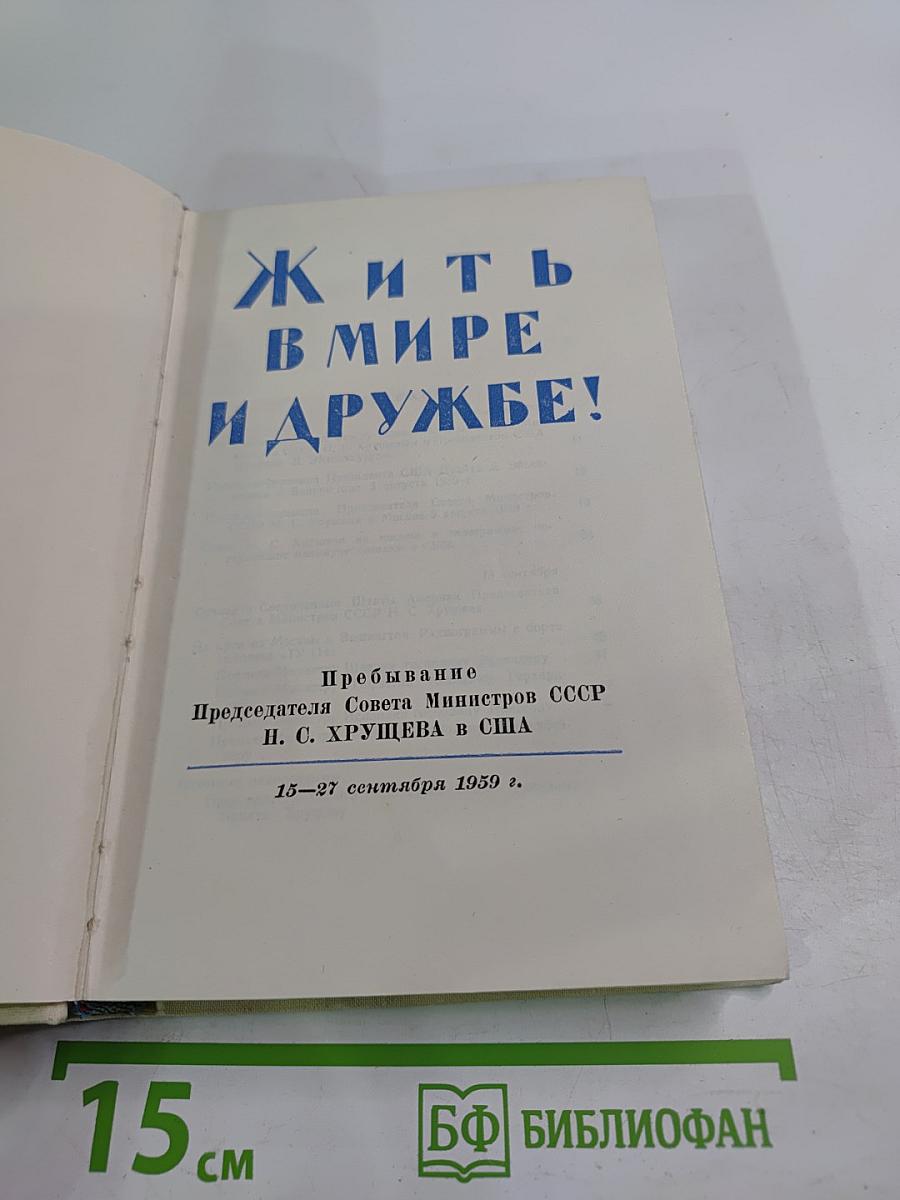 Жить
в мире
и дружбе!
Пребывание
Председателя Совета Министров СССР
Н. С. ХРУЩЕВА в США
15—27 сентября 1959 г.
15 см
БФ БИБЛИОФАН